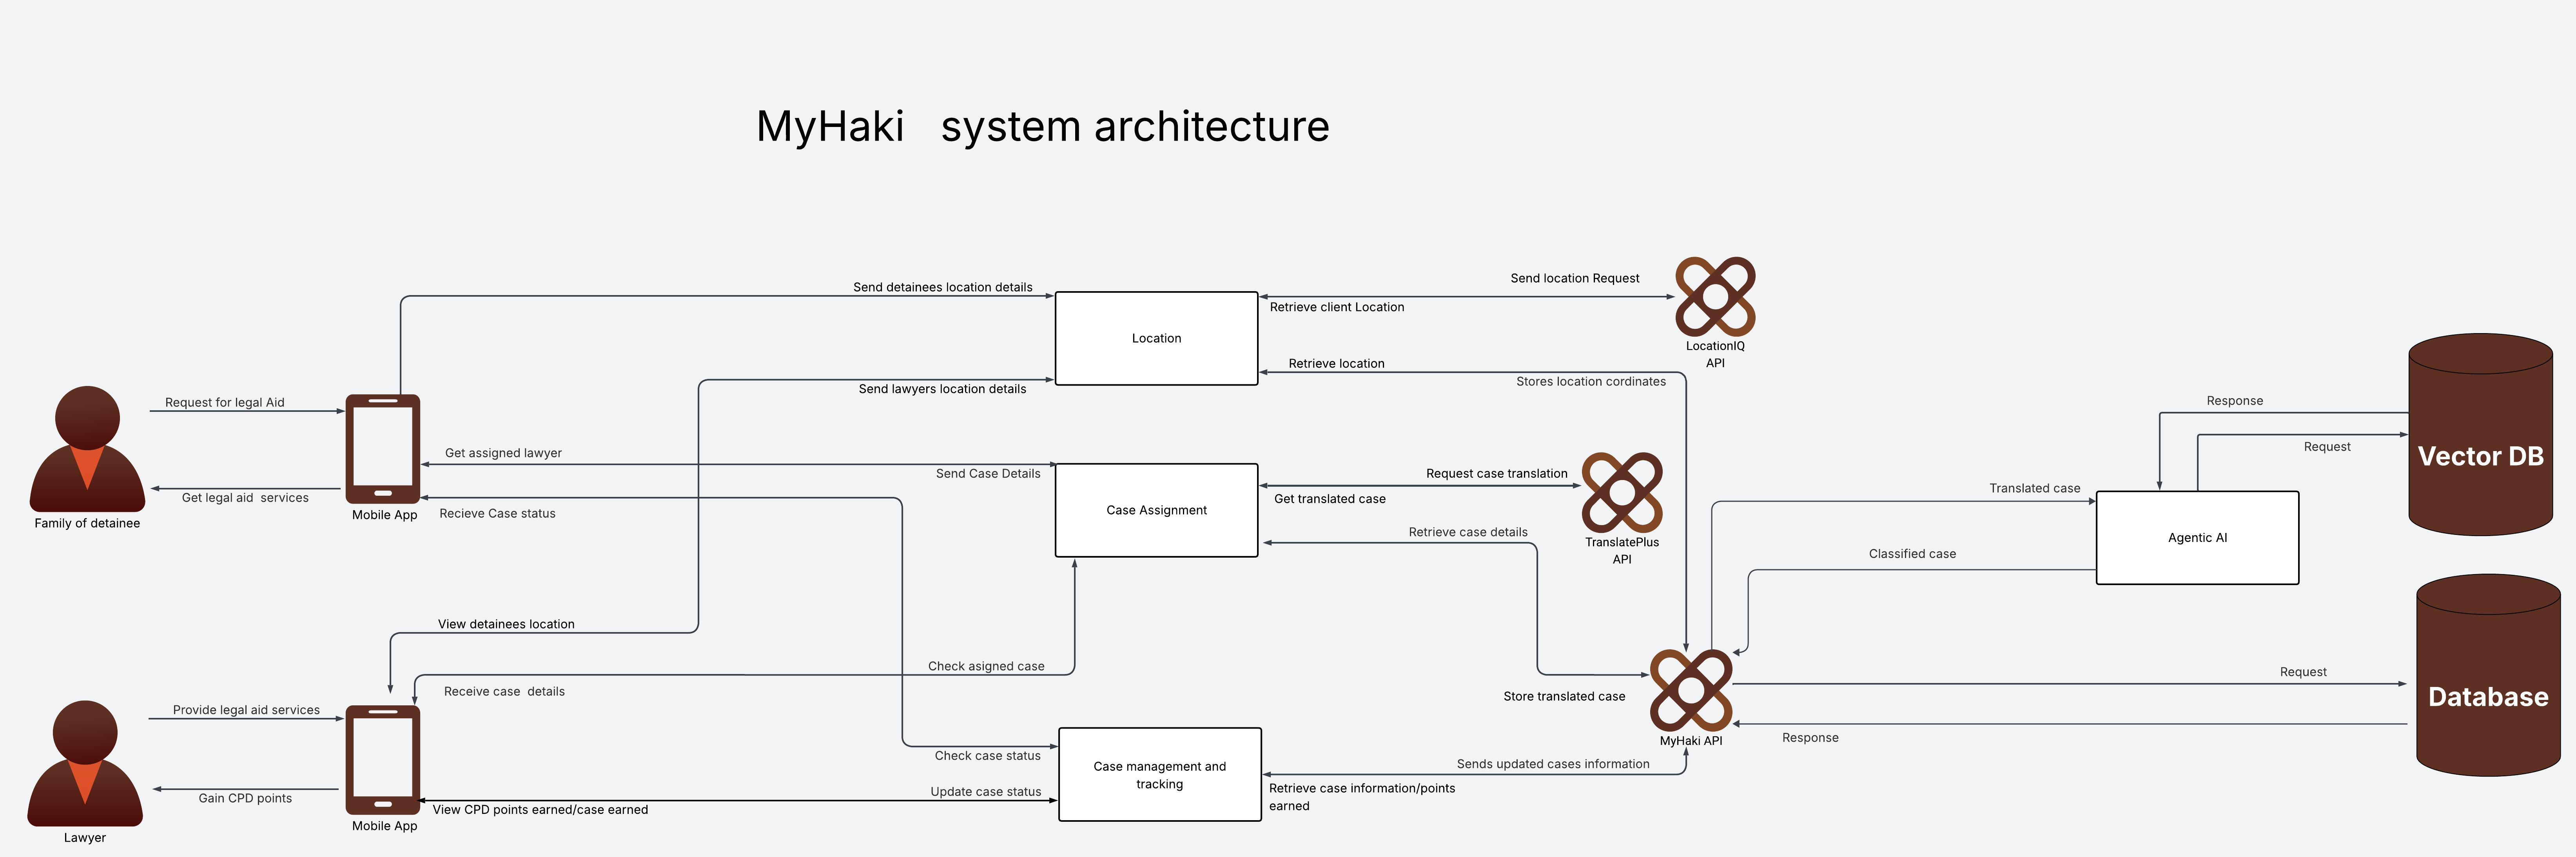 MyHaki system architecture
Send detainees location details
Location
Send location Request
Retrieve client Location
LocationIQ
API
Send lawyers location details
Retrieve location
Stores location cordinates
Request for legal Aid
Get legal aid services
Family of detainee
Mobile App
Get assigned lawyer
Send Case Details
Recieve Case status
Case Assignment
Request case translation
Get translated case
TranslatePlus
API
Retrieve case details
Translated case
Classified case
Agentic AI
Response
Request
Vector DB
View detainees location
Check asigned case
Receive case details
Store translated case
MyHaki API
Request
Response
Database
Provide legal aid services
Gain CPD points
Lawyer
Mobile App
Check case status
Update case status
View CPD points earned/case earned
Case management and
tracking
Sends updated cases information
Retrieve case information/points
earned